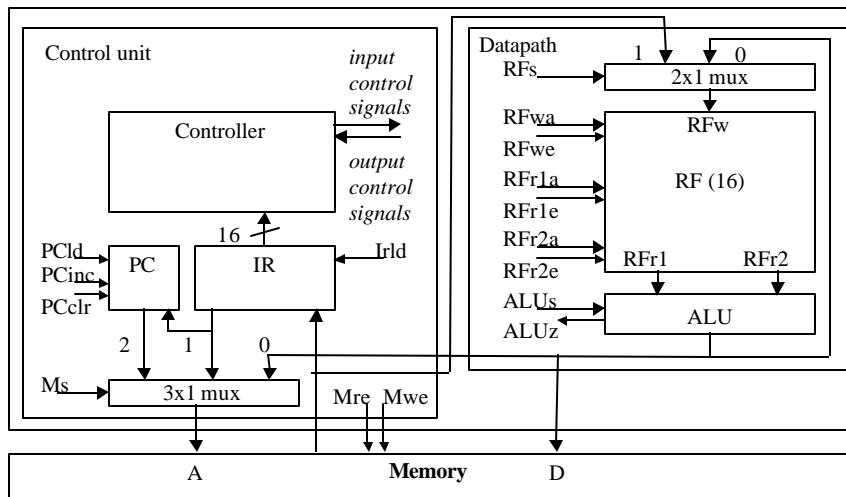 Control unit
input
control
signals
Controller
output
control
signals
16
PCld
PCinc
PCclr
PC
IR
Irld
2
1
0
Ms
3x1 mux
Mre
Mwe
Datapath
1
0
RFs
2x1 mux
RFwa
RFwe
RFw
RFr1a
RFr1e
RF (16)
RFr2a
RFr2e
RFr1
RFr2
ALUs
ALUz
ALU
A
Memory
D